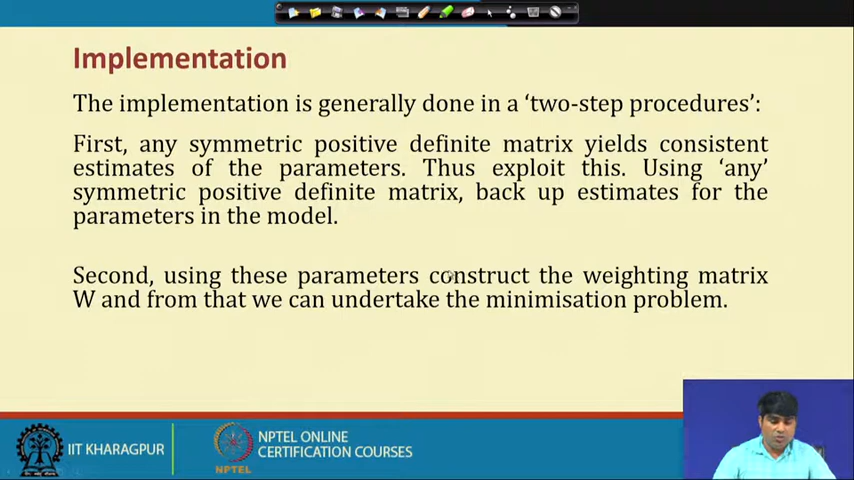 Implementation
The implementation is generally done in a ‘two-step procedures’:
First, any symmetric positive definite matrix yields consistent
estimates of the parameters. Thus exploit this. Using ‘any’
symmetric positive definite matrix, back up estimates for the
parameters in the model.
Second, using these parameters construct the weighting matrix
W and from that we can undertake the minimisation problem.
IIT KHARAGPUR
NPTEL
NPTEL ONLINE
CERTIFICATION COURSES